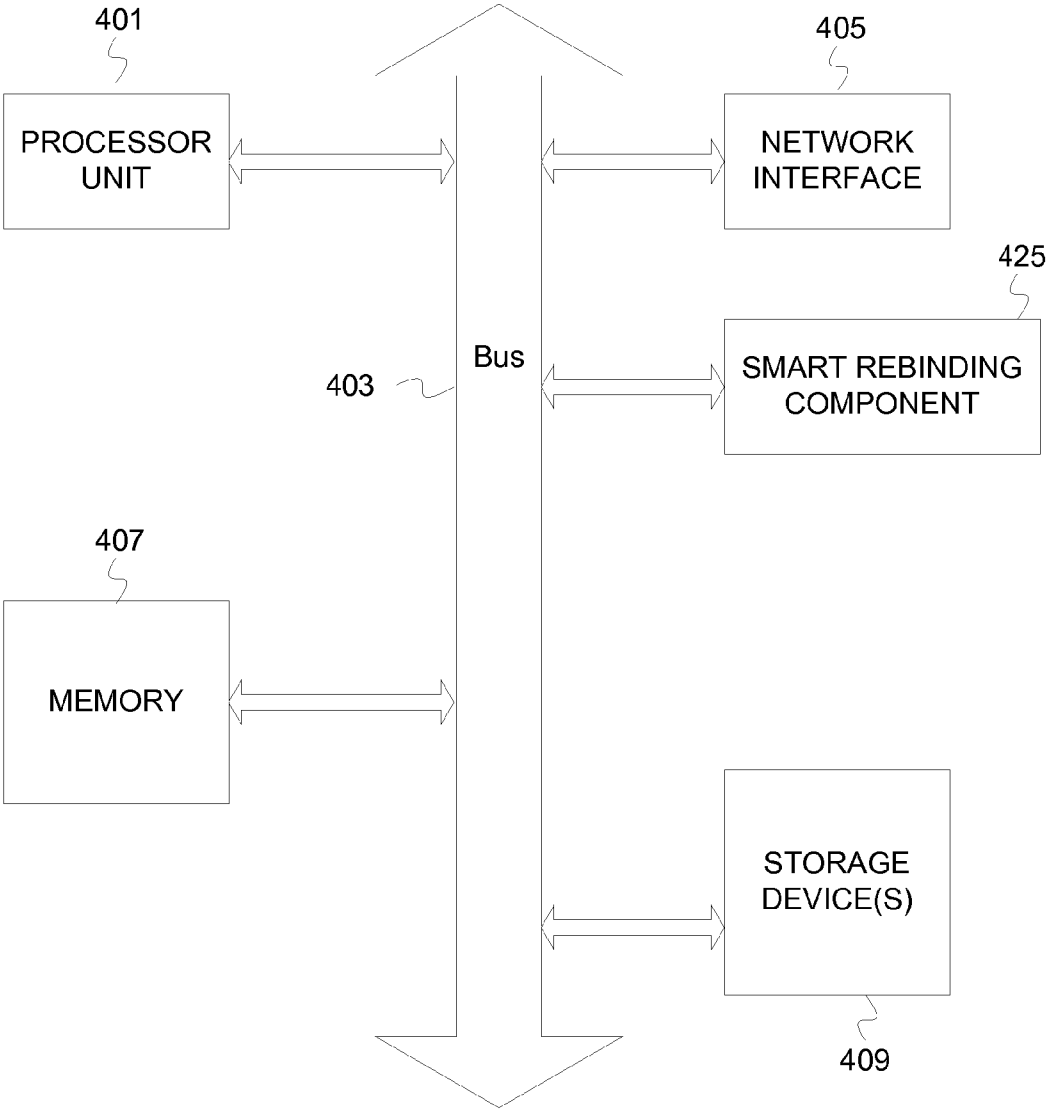 401
PROCESSOR
UNIT
405
NETWORK
INTERFACE
425
SMART REBINDING
COMPONENT
Bus
403
407
MEMORY
STORAGE
DEVICE(S)
409